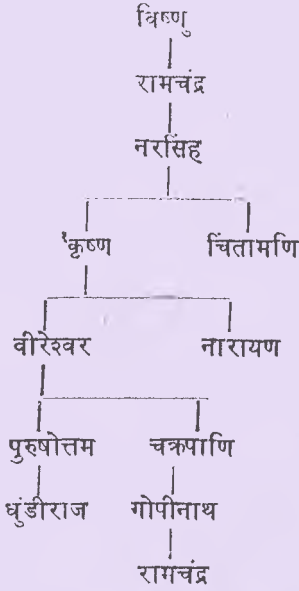 विष्णु
रामचंद्र
नरसिंह
कृष्ण चिंतामणि
वीरेश्वर नारायण
पुरुषोत्तम चक्रपाणि
धुंडीराज गोपीनाथ
रामचंद्र